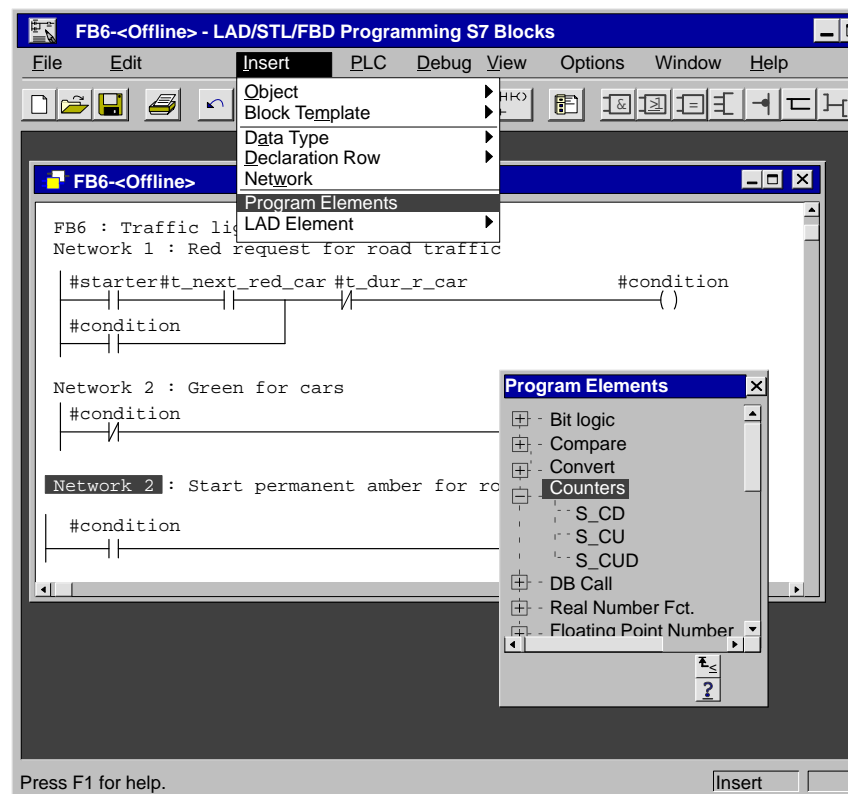 FB6-<Offline> - LAD/STL/FBD Programming S7 Blocks
File Edit Insert PLC Debug View Options Window Help
Object
Block Template
Data Type
Declaration Row
Network
Program Elements
LAD Element
FB6-<Offline>
FB6 : Traffic
Network 1 : Red request for road traffic
#starter #t_next_red_car #t_dur_r_car #condition
#condition
Network 2 : Green for cars
#condition
Network 2 : Start permanent amber for
#condition
Program Elements
Bit logic
Compare
Convert
Counters
S_CD
S_CU
S_CUD
DB Call
Real Number Fct.
Floating Point Number
Press F1 for help.
Insert